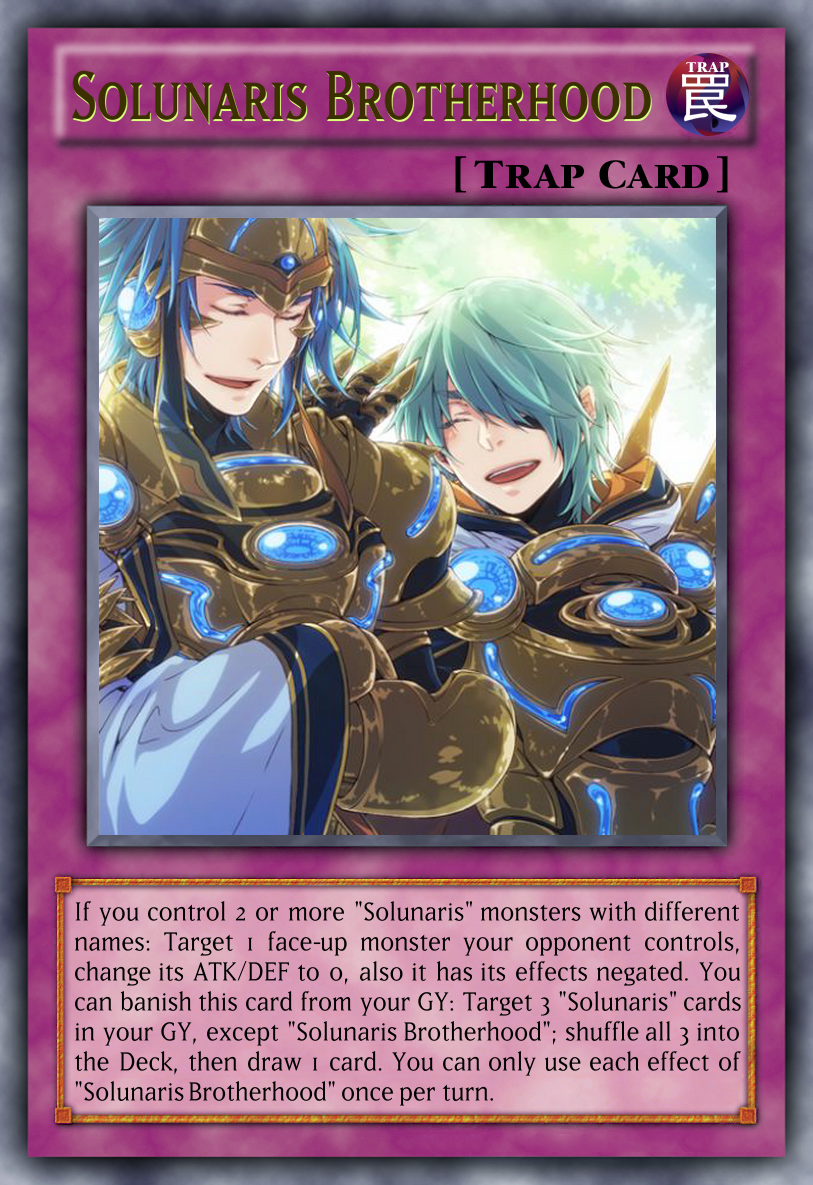 Solunaris Brotherhood
TRAP
罠
[Trap Card]
If you control 2 or more "Solunaris" monsters with different
names: Target 1 face-up monster your opponent controls,
change its ATK/DEF to 0, also it has its effects negated. You
can banish this card from your GY: Target 3 "Solunaris" cards
in your GY, except "Solunaris Brotherhood"; shuffle all 3 into
the Deck, then draw 1 card. You can only use each effect of
"Solunaris Brotherhood" once per turn.